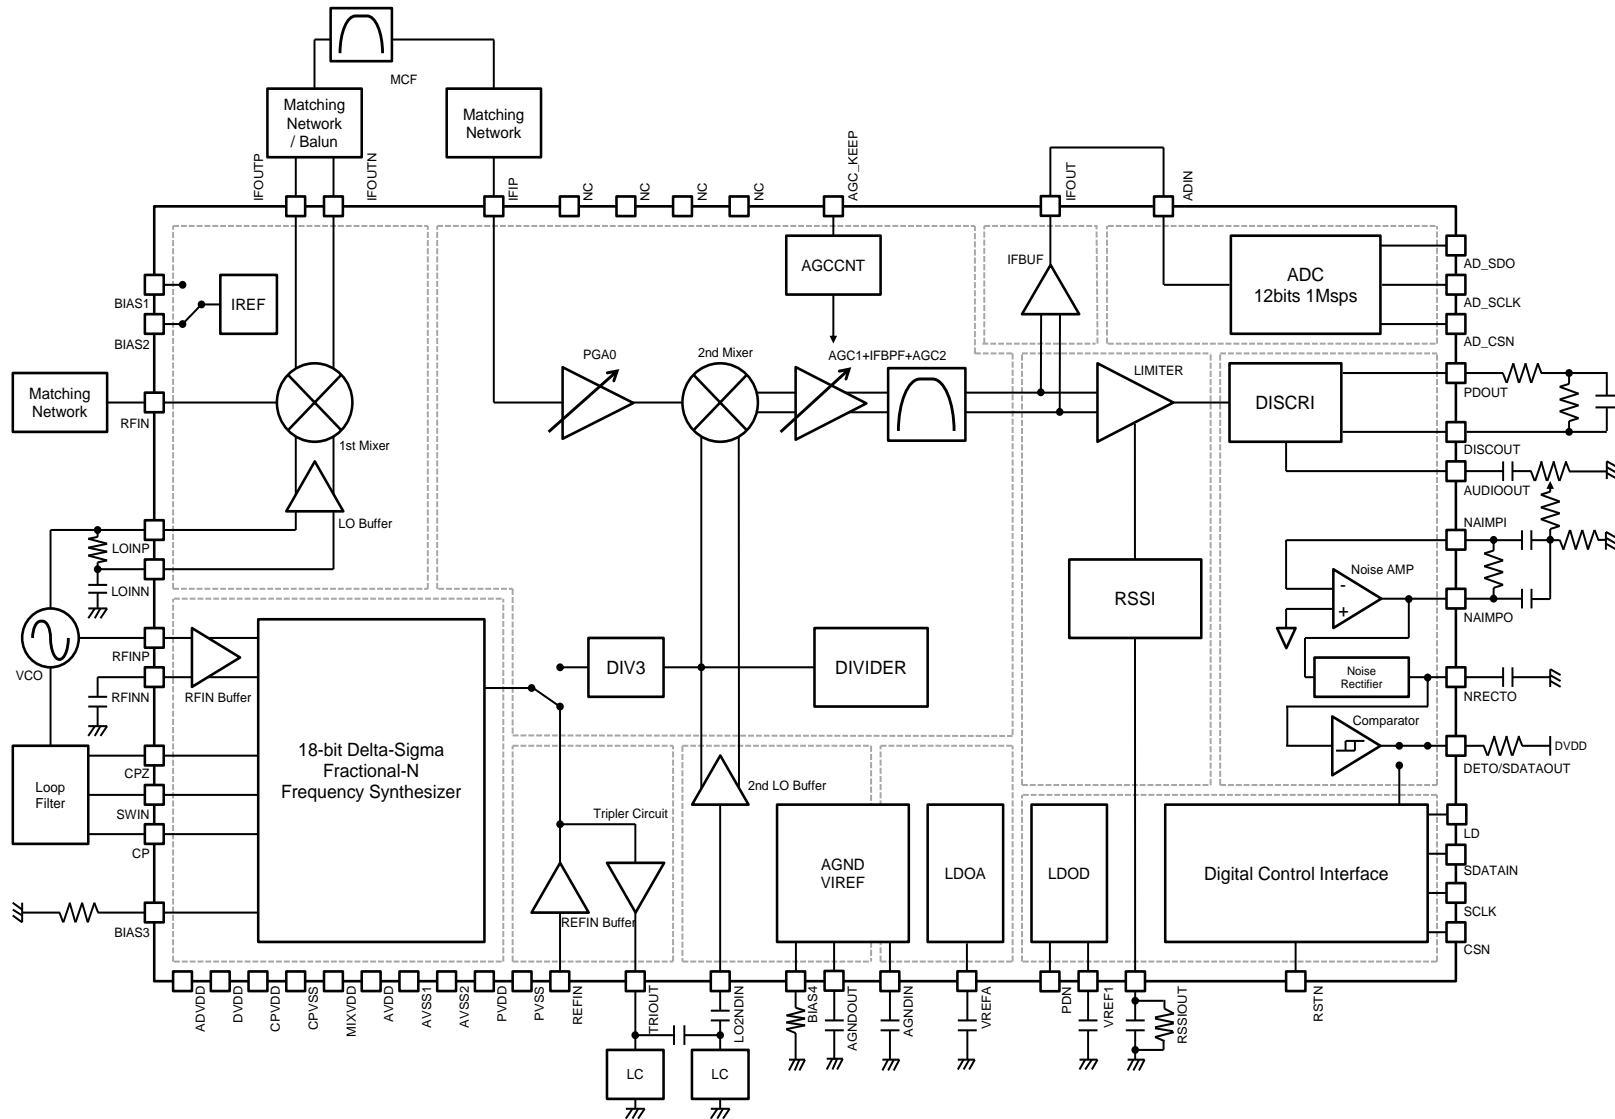 MCF
Matching
Network
/ Balun
Matching
Network
IFOUTP
IFOUTN
IFIP
NC
NC
NC
NC
AGC_KEEP
IFOUT
ADIN
BIAS1
BIAS2
IREF
AGCCNT
IFBUF
ADC
12bits 1Msps
AD_SDO
AD_SCLK
AD_CSN
Matching
Network
RFIN
1st Mixer
PGA0
2nd Mixer
AGC1+IFBPF+AGC2
LIMITER
DISCRI
PDOUT
DISCOUT
AUDIOOUT
LO Buffer
LOINP
LOINN
NAIMPI
Noise AMP
-
+
NAIMPO
RSSI
VCO
RFINP
RFINN
RFIN Buffer
DIV3
DIVIDER
Noise
Rectifier
NRECTO
Comparator
DVDD
DETO/SDATAOUT
18-bit Delta-Sigma
Fractional-N
Frequency Synthesizer
Loop
Filter
CPZ
SWIN
CP
BIAS3
2nd LO Buffer
Tripler Circuit
REFIN Buffer
AGND
VIREF
LDOA
LDOD
Digital Control Interface
LD
SDATAIN
SCLK
CSN
ADVDD
DVDD
CPVDD
CPVSS
MIXVDD
AVDD
AVSS1
AVSS2
PVDD
PVSS
REFIN
TRIOUT
LO2NDIN
BIAS4
AGNDOUT
AGNDIN
VREFA
PDN
VREF1
RSSIOUT
RSTN
LC
LC